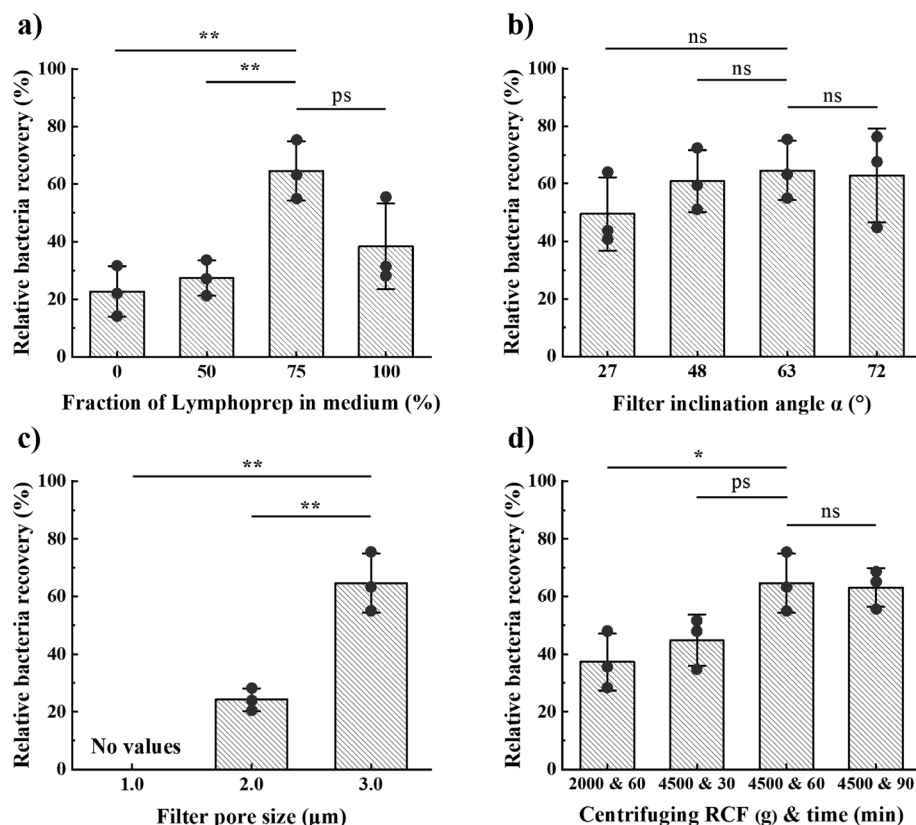 a)
**
**
ps
Relative bacteria recovery (%)
100
80
60
40
20
0
0 50 75 100
Fraction of Lymphoprep in medium (%)
b)
ns
ns
ns
Relative bacteria recovery (%)
100
80
60
40
20
0
27 48 63 72
Filter inclination angle α (°)
c)
**
**
Relative bacteria recovery (%)
100
80
60
40
20
0
No values
1.0 2.0 3.0
Filter pore size (µm)
d)
*
ps
ns
Relative bacteria recovery (%)
100
80
60
40
20
0
2000 & 60 4500 & 30 4500 & 60 4500 & 90
Centrifuging RCF (g) & time (min)